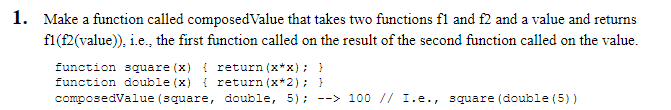 1. Make a function called composedValue that takes two functions f1 and f2 and a value and returns
f1(f2(value)), i.e., the first function called on the result of the second function called on the value.
function square(x) { return(x*x); }
function double(x) { return(x*2); }
composedValue(square, double, 5); --> 100 // I.e., square(double(5))